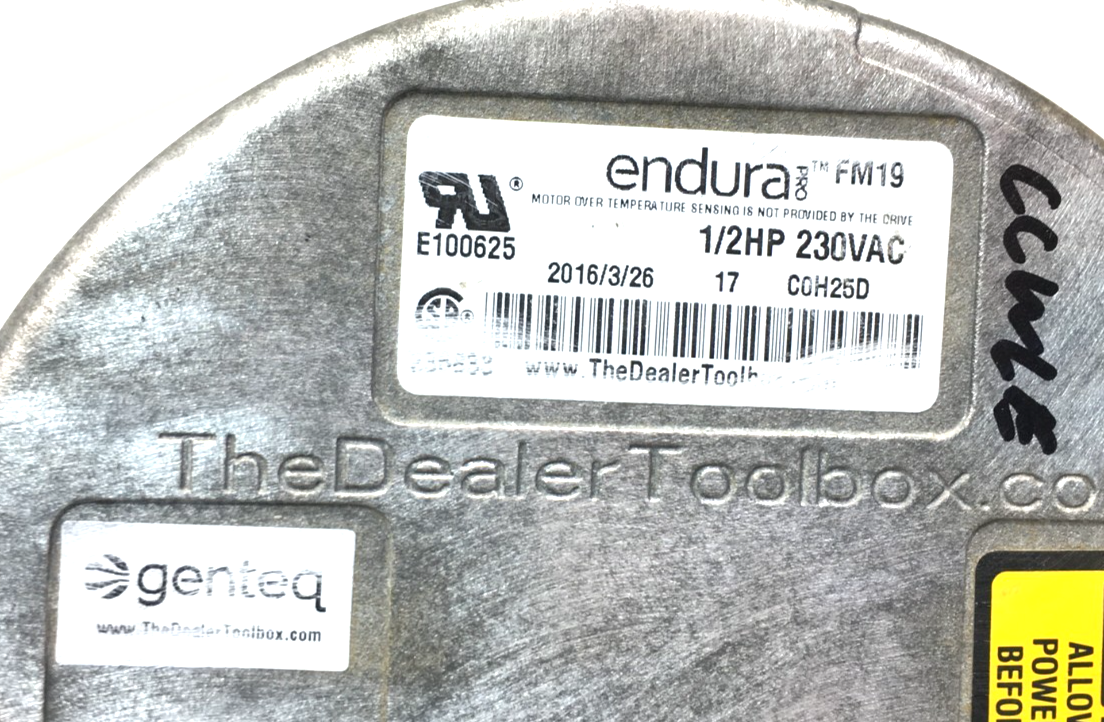 endura PRO™ FM19
MOTOR OVER TEMPERATURE SENSING IS NOT PROVIDED BY THE DRIVE
®
E100625
1/2HP 230VAC
2016/3/26 17 C0H25D
www.TheDealerToolb
TheDealerToolbox.co
genteq
www.TheDealerToolbox.com
CCMLE
ALLOW
POWE
BEFO